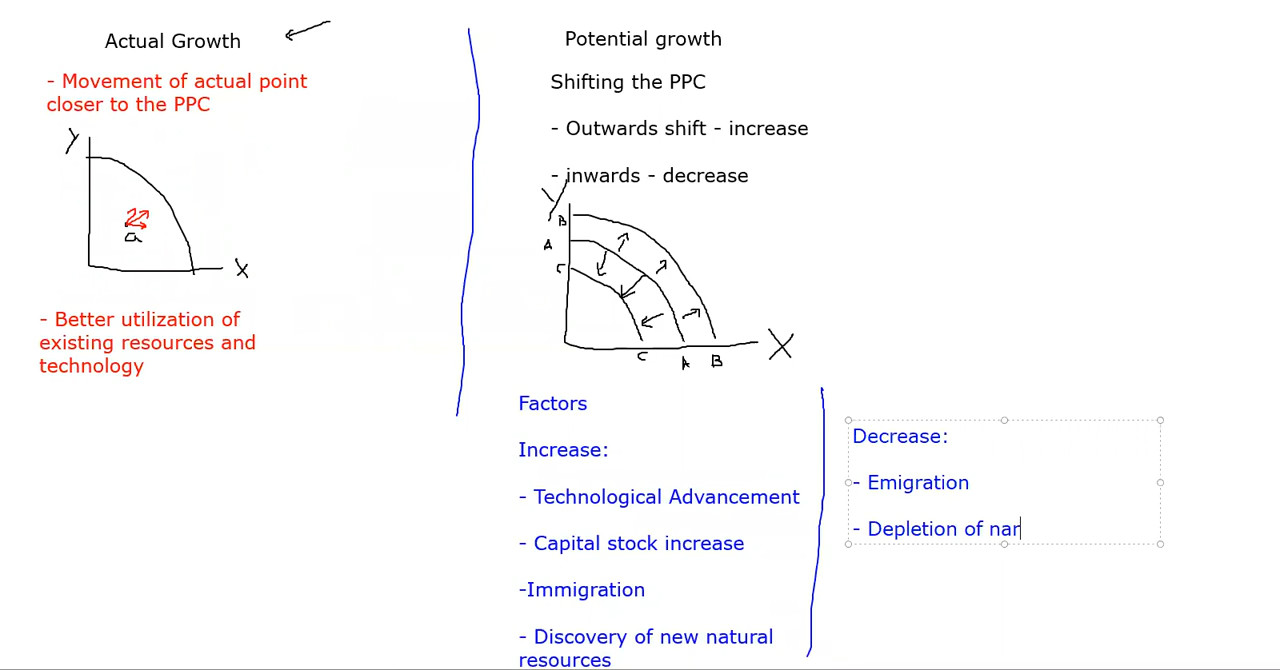 Actual Growth
- Movement of actual point
closer to the PPC
Y
a
X
- Better utilization of
existing resources and
technology
Potential growth
Shifting the PPC
- Outwards shift - increase
- inwards - decrease
Y
B
A
C
C
A
B
X
Factors
Increase:
- Technological Advancement
- Capital stock increase
-Immigration
- Discovery of new natural
resources
Decrease:
- Emigration
- Depletion of nar